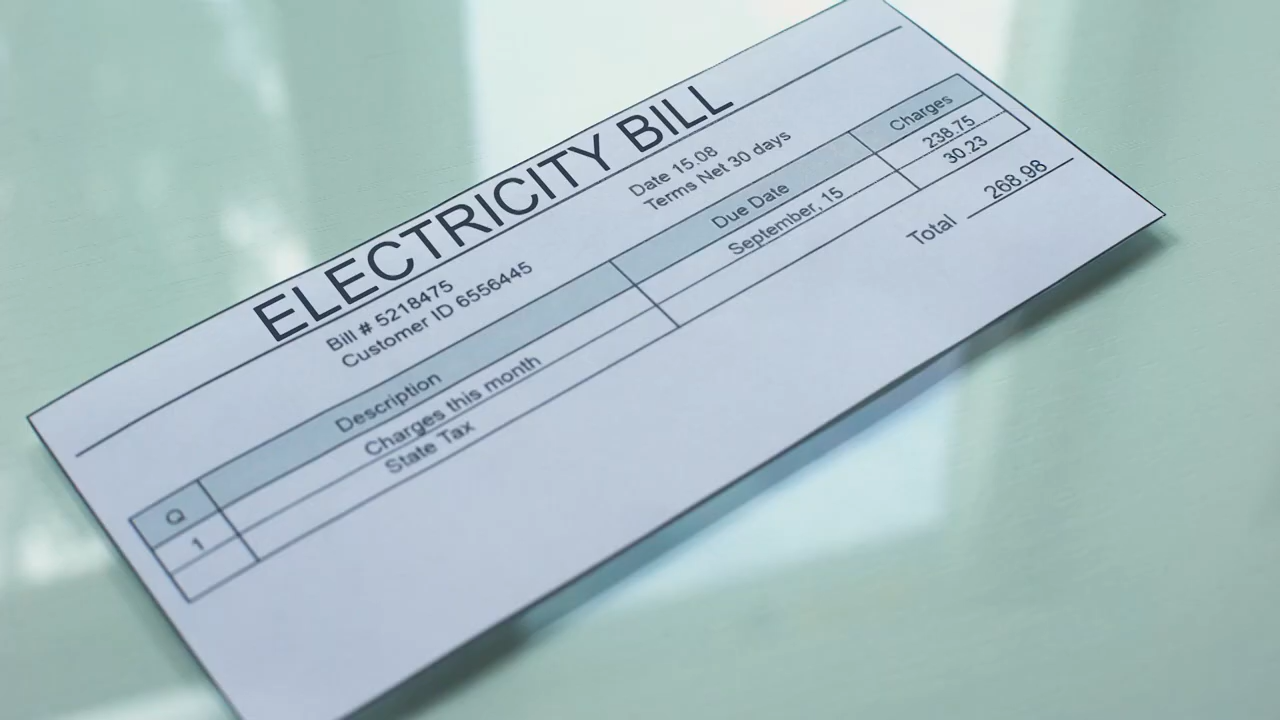 ELECTRICITY BILL
Bill # 5218475
Customer ID 6556445
Date 15.08
Terms Net 30 days
Q Description Due Date Charges
1 Charges this month September, 15 238.75
State Tax 30.23
Total 268.98